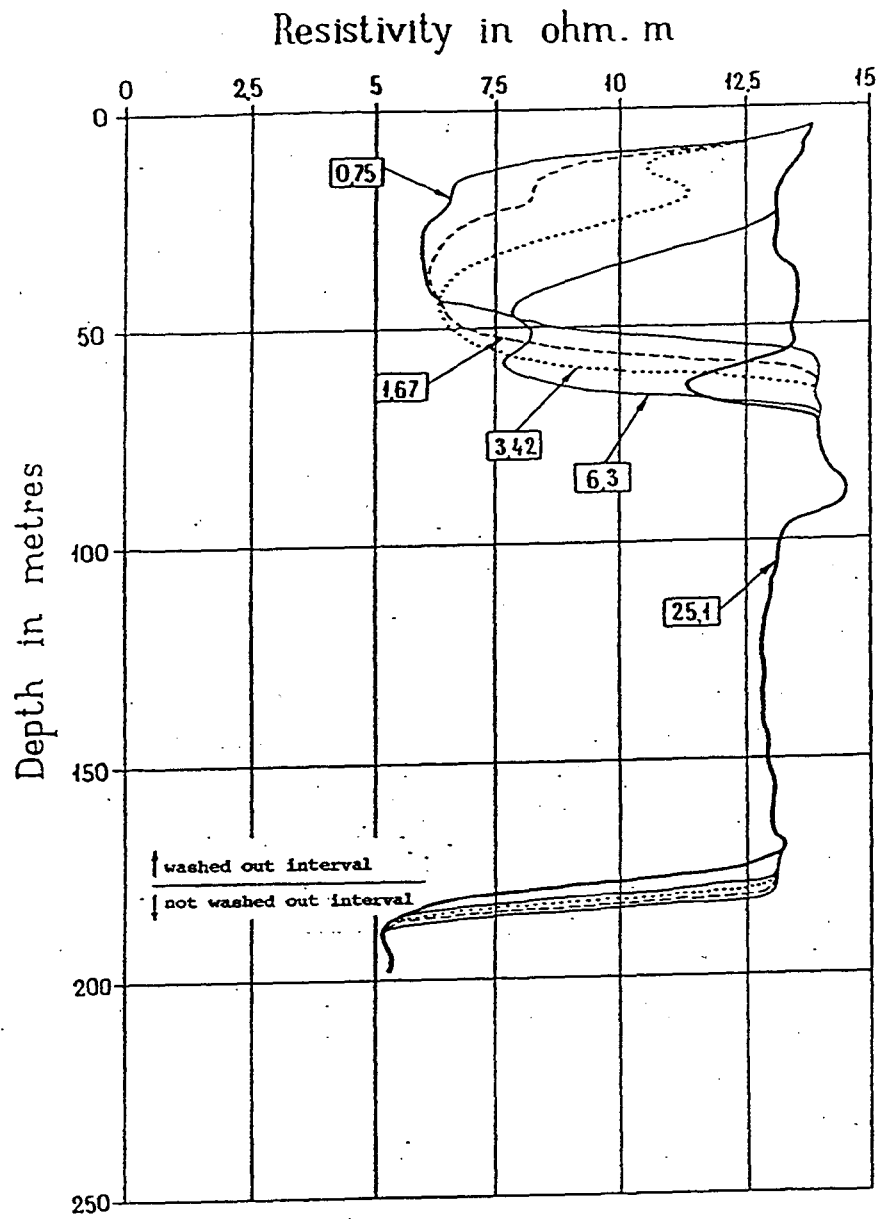 Resistivity in ohm. m
0 2,5 5 7,5 10 12,5 15
0
0,75
50
1,67
3,42
6,3
Depth in metres
100
25,1
150
washed out interval
not washed out interval
200
250